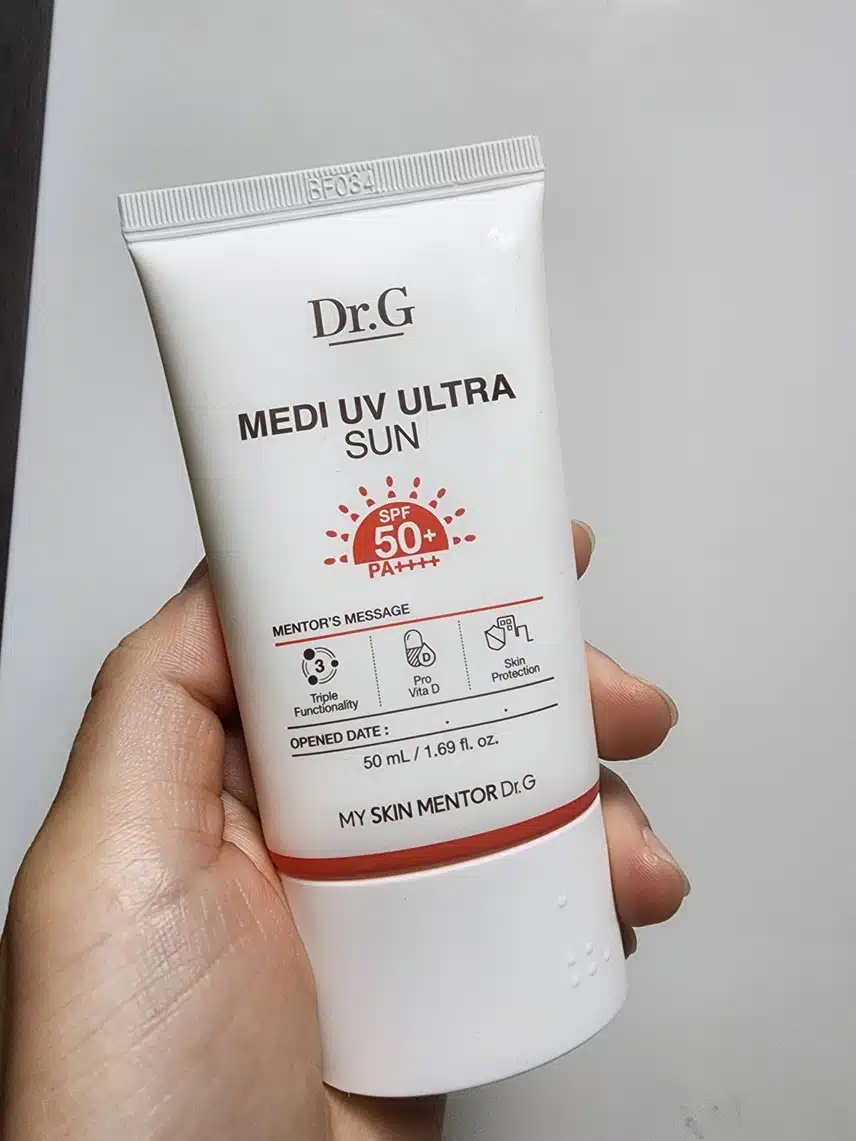 BF034
Dr.G
MEDI UV ULTRA
SUN
SPF
50+
PA++++
MENTOR'S MESSAGE
3
Triple
Functionality
D
Pro
Vita D
Skin
Protection
OPENED DATE : . .
50 mL / 1.69 fl. oz.
MY SKIN MENTOR Dr.G